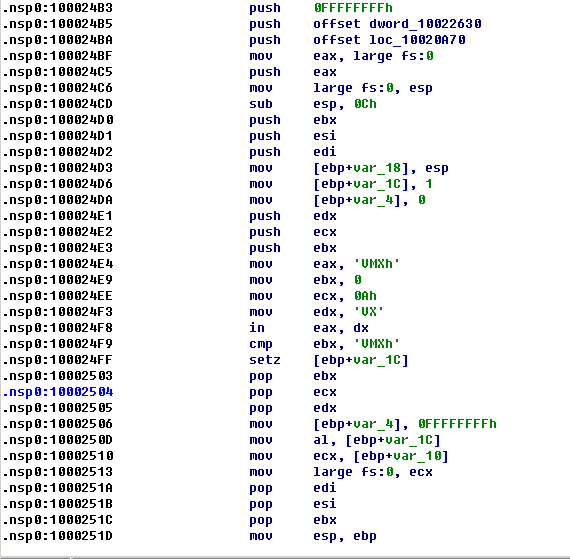 .nsp0:100024B3 push 0FFFFFFFFh
.nsp0:100024B5 push offset dword_10022630
.nsp0:100024BA push offset loc_10020A70
.nsp0:100024BF mov eax, large fs:0
.nsp0:100024C5 push eax
.nsp0:100024C6 mov large fs:0, esp
.nsp0:100024CD sub esp, 0Ch
.nsp0:100024D0 push ebx
.nsp0:100024D1 push esi
.nsp0:100024D2 push edi
.nsp0:100024D3 mov [ebp+var_18], esp
.nsp0:100024D6 mov [ebp+var_1C], 1
.nsp0:100024DA mov [ebp+var_4], 0
.nsp0:100024E1 push edx
.nsp0:100024E2 push ecx
.nsp0:100024E3 push ebx
.nsp0:100024E4 mov eax, 'VMXh'
.nsp0:100024E9 mov ebx, 0
.nsp0:100024EE mov ecx, 0Ah
.nsp0:100024F3 mov edx, 'VX'
.nsp0:100024F8 in eax, dx
.nsp0:100024F9 cmp ebx, 'VMXh'
.nsp0:100024FF setz [ebp+var_1C]
.nsp0:10002503 pop ebx
.nsp0:10002504 pop ecx
.nsp0:10002505 pop edx
.nsp0:10002506 mov [ebp+var_4], 0FFFFFFFFh
.nsp0:1000250D mov al, [ebp+var_1C]
.nsp0:10002510 mov ecx, [ebp+var_10]
.nsp0:10002513 mov large fs:0, ecx
.nsp0:1000251A pop edi
.nsp0:1000251B pop esi
.nsp0:1000251C pop ebx
.nsp0:1000251D mov esp, ebp